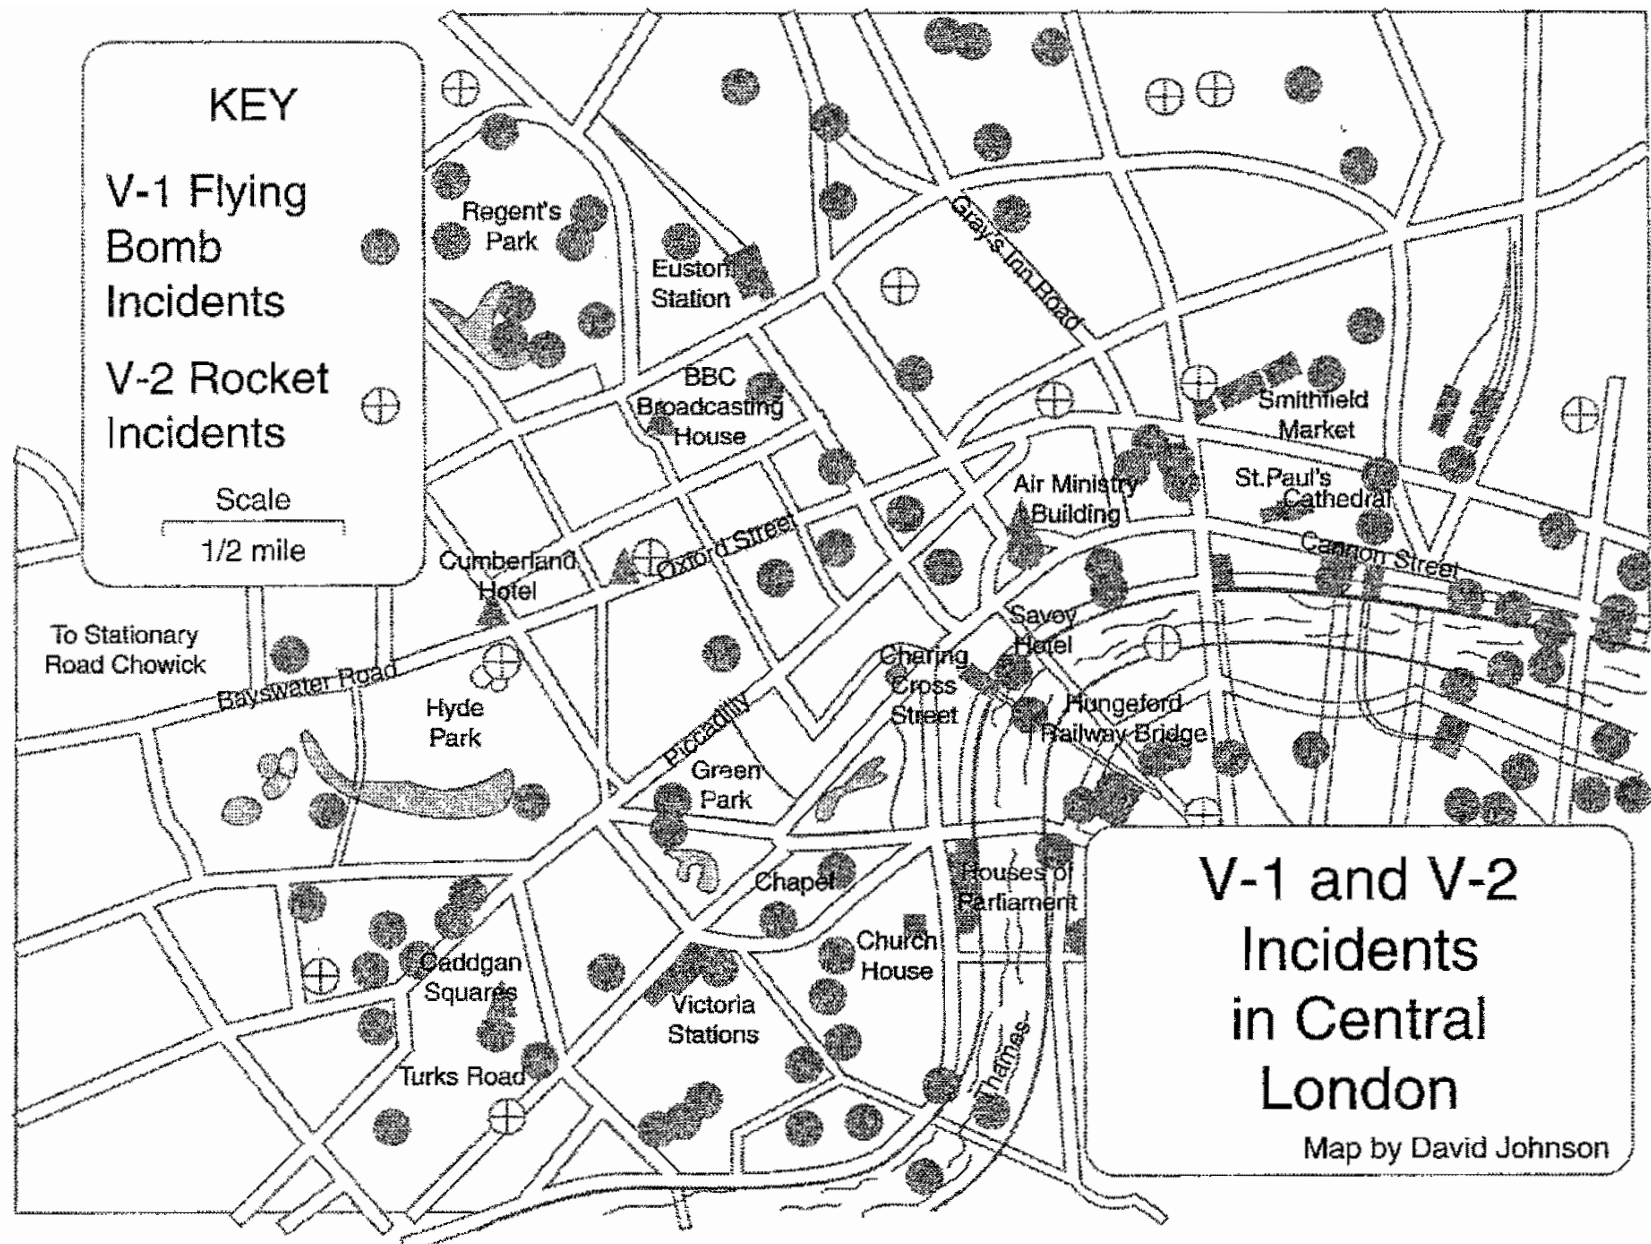 KEY
V-1 Flying
Bomb
Incidents
V-2 Rocket
Incidents
Scale
1/2 mile
Regent's
Park
Euston
Station
Gray's Inn Road
BBC
Broadcasting
House
Smithfield
Market
Air Ministry
Building
St.Paul's
Cathedral
Oxford Street
Cannon Street
Cumberland
Hotel
To Stationary
Road Chowick
Bayswater Road
Savoy
Hotel
Charing
Cross
Street
Hyde
Park
Piccadilly
Hungeford
Railway Bridge
Green
Park
Chapel
Houses of
Parliament
Church
House
Caddgan
Squares
Victoria
Stations
Turks Road
Thames
V-1 and V-2
Incidents
in Central
London
Map by David Johnson